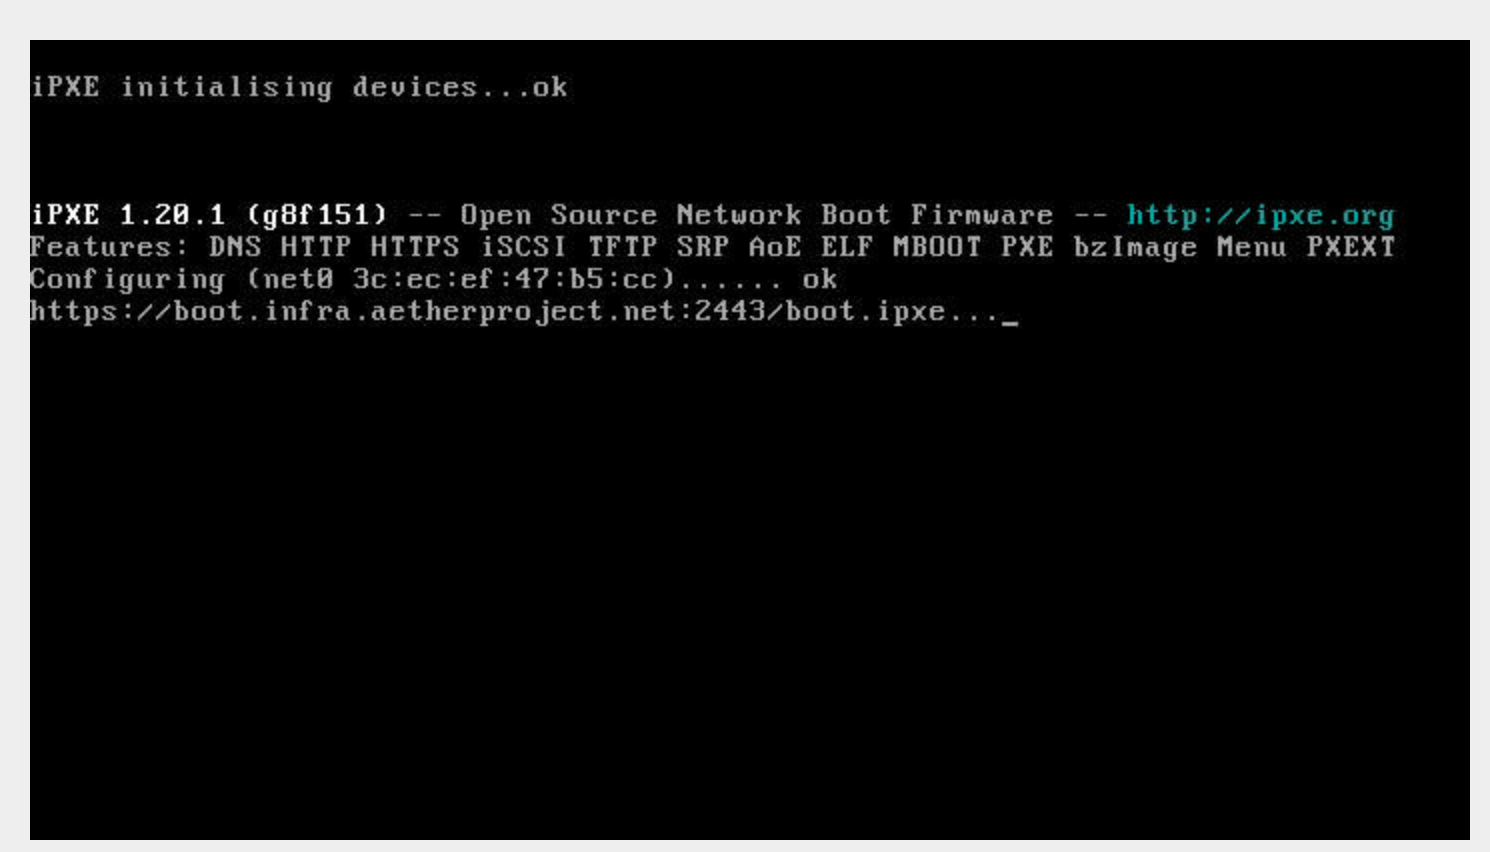 iPXE initialising devices...ok
iPXE 1.20.1 (g8f151) -- Open Source Network Boot Firmware -- http://ipxe.org
Features: DNS HTTP HTTPS iSCSI TFTP SRP AoE ELF MBOOT PXE bzImage Menu PXEXT
Configuring (net0 3c:ec:ef:47:b5:cc)...... ok
https://boot.infra.aetherproject.net:2443/boot.ipxe..._